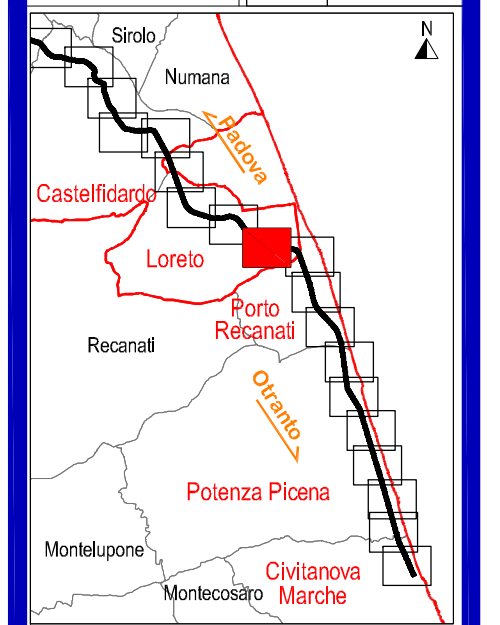 Sirolo
N
Numana
Padova
Castelfidardo
Loreto
Porto
Recanati
Recanati
Otranto
Potenza Picena
Montelupone
Montecosaro
Civitanova
Marche